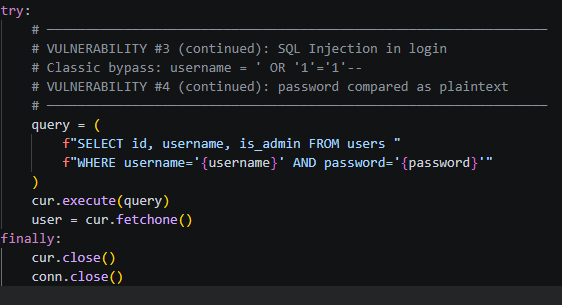 try:
    # ──────────────────────────────────────────────────────────────
    # VULNERABILITY #3 (continued): SQL Injection in login
    # Classic bypass: username = ' OR '1'='1'--
    # VULNERABILITY #4 (continued): password compared as plaintext
    # ──────────────────────────────────────────────────────────────
    query = (
        f"SELECT id, username, is_admin FROM users "
        f"WHERE username='{username}' AND password='{password}'"
    )
    cur.execute(query)
    user = cur.fetchone()
finally:
    cur.close()
    conn.close()